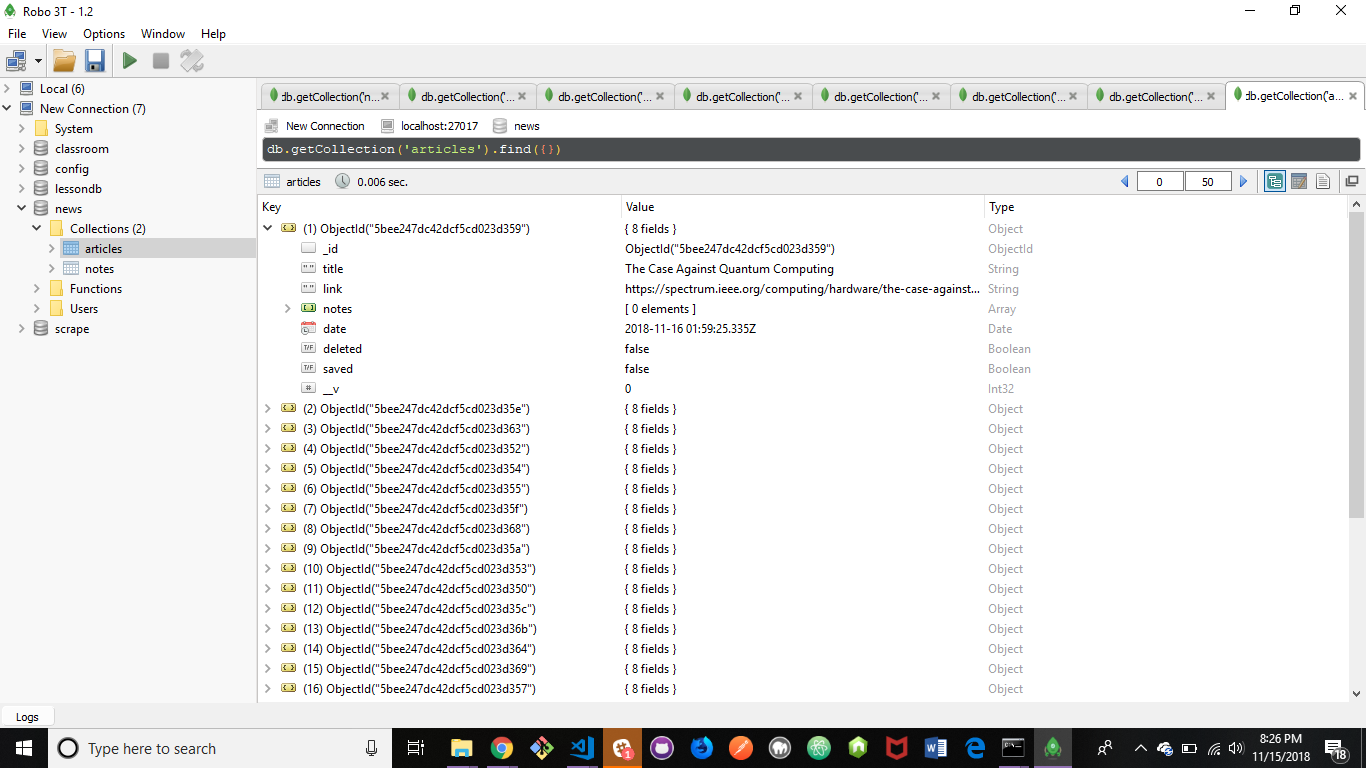 Robo 3T - 1.2
File View Options Window Help
Local (6)
New Connection (7)
System
classroom
config
lessondb
news
Collections (2)
articles
notes
Functions
Users
scrape
db.getCollection('n... db.getCollection('... db.getCollection('... db.getCollection('... db.getCollection('... db.getCollection('... db.getCollection('... db.getCollection('a...
New Connection localhost:27017 news
db.getCollection('articles').find({})
articles 0.006 sec. 0 50
Key Value Type
(1) ObjectId("5bee247dc42dcf5cd023d359") { 8 fields } Object
_id ObjectId("5bee247dc42dcf5cd023d359") ObjectId
title The Case Against Quantum Computing String
link https://spectrum.ieee.org/computing/hardware/the-case-against... String
notes [ 0 elements ] Array
date 2018-11-16 01:59:25.335Z Date
T/F deleted false Boolean
T/F saved false Boolean
# __v 0 Int32
(2) ObjectId("5bee247dc42dcf5cd023d35e") { 8 fields } Object
(3) ObjectId("5bee247dc42dcf5cd023d363") { 8 fields } Object
(4) ObjectId("5bee247dc42dcf5cd023d352") { 8 fields } Object
(5) ObjectId("5bee247dc42dcf5cd023d354") { 8 fields } Object
(6) ObjectId("5bee247dc42dcf5cd023d355") { 8 fields } Object
(7) ObjectId("5bee247dc42dcf5cd023d35f") { 8 fields } Object
(8) ObjectId("5bee247dc42dcf5cd023d368") { 8 fields } Object
(9) ObjectId("5bee247dc42dcf5cd023d35a") { 8 fields } Object
(10) ObjectId("5bee247dc42dcf5cd023d353") { 8 fields } Object
(11) ObjectId("5bee247dc42dcf5cd023d350") { 8 fields } Object
(12) ObjectId("5bee247dc42dcf5cd023d35c") { 8 fields } Object
(13) ObjectId("5bee247dc42dcf5cd023d36b") { 8 fields } Object
(14) ObjectId("5bee247dc42dcf5cd023d364") { 8 fields } Object
(15) ObjectId("5bee247dc42dcf5cd023d369") { 8 fields } Object
(16) ObjectId("5bee247dc42dcf5cd023d357") { 8 fields } Object
Logs
Type here to search
1
8:26 PM
11/15/2018
18